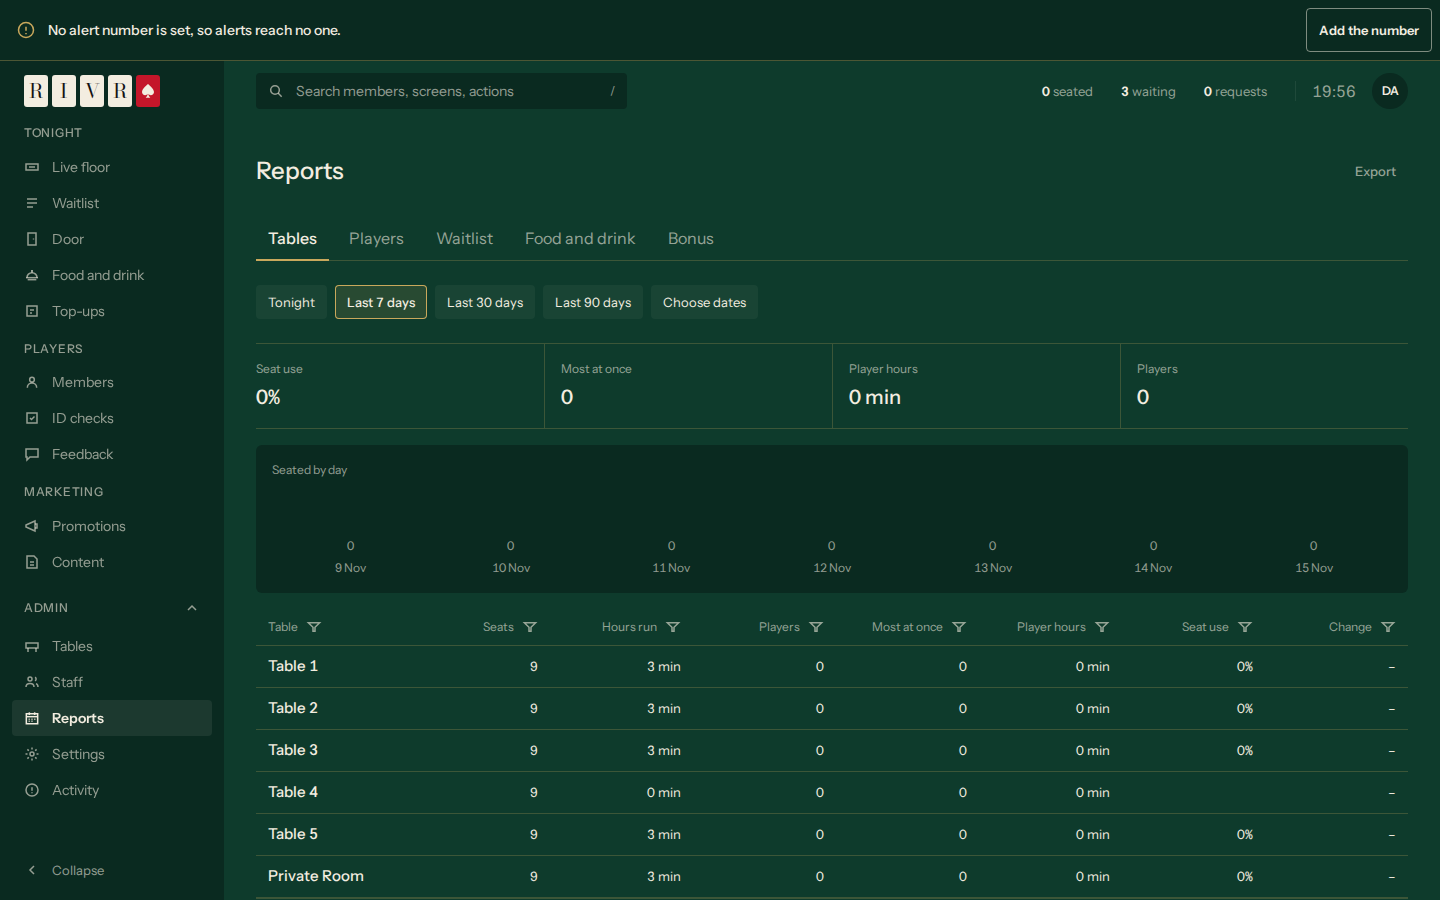 No alert number is set, so alerts reach no one.
Add the number
R I V R
Search members, screens, actions /
0 seated 3 waiting 0 requests 19:56 DA
TONIGHT
Live floor
Waitlist
Door
Food and drink
Top-ups
PLAYERS
Members
ID checks
Feedback
MARKETING
Promotions
Content
ADMIN
Tables
Staff
Reports
Settings
Activity
Collapse
Reports
Export
Tables Players Waitlist Food and drink Bonus
Tonight Last 7 days Last 30 days Last 90 days Choose dates
Seat use Most at once Player hours Players
0% 0 0 min 0
Seated by day
0 0 0 0 0 0 0
9 Nov 10 Nov 11 Nov 12 Nov 13 Nov 14 Nov 15 Nov
Table Seats Hours run Players Most at once Player hours Seat use Change
Table 1 9 3 min 0 0 0 min 0% –
Table 2 9 3 min 0 0 0 min 0% –
Table 3 9 3 min 0 0 0 min 0% –
Table 4 9 0 min 0 0 0 min –
Table 5 9 3 min 0 0 0 min 0% –
Private Room 9 3 min 0 0 0 min 0% –